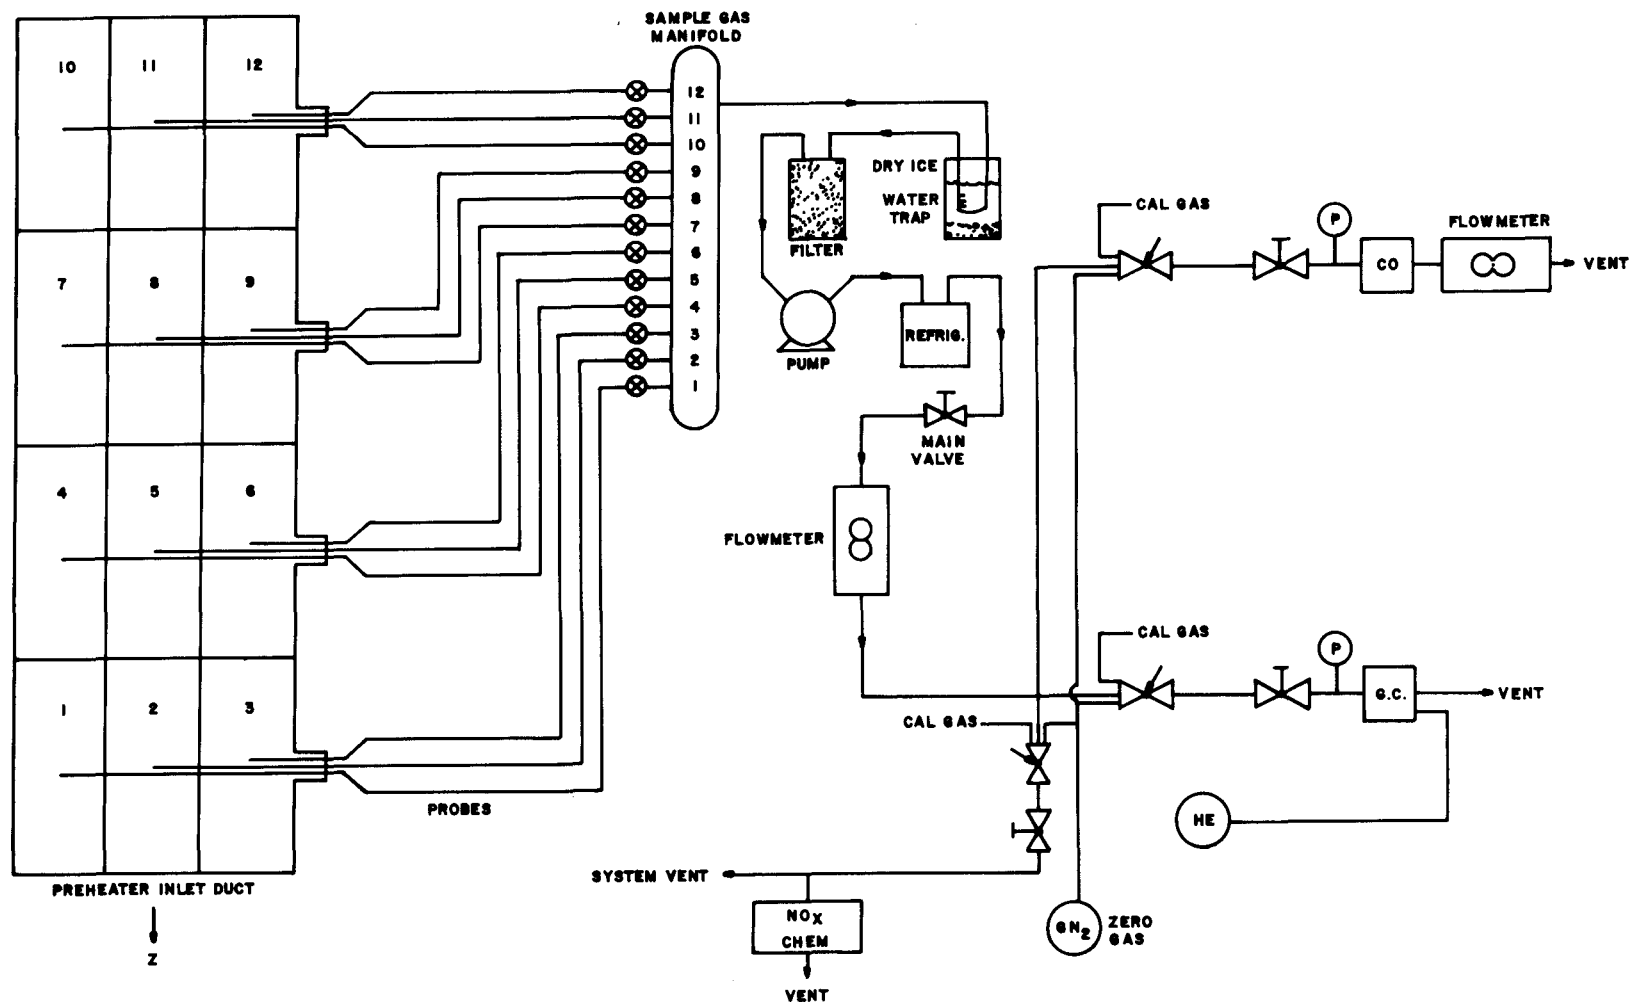 SAMPLE GAS
MANIFOLD
10
11
12
7
8
9
4
5
6
1
2
3
12
11
10
9
8
7
6
5
4
3
2
1
PROBES
PREHEATER INLET DUCT
Z
DRY ICE
WATER
TRAP
FILTER
PUMP
REFRIG.
MAIN
VALVE
FLOWMETER
CAL GAS
P
CO
FLOWMETER
VENT
CAL GAS
P
G.C.
VENT
HE
CAL GAS
SYSTEM VENT
NOX
CHEM
VENT
GN2
ZERO
GAS